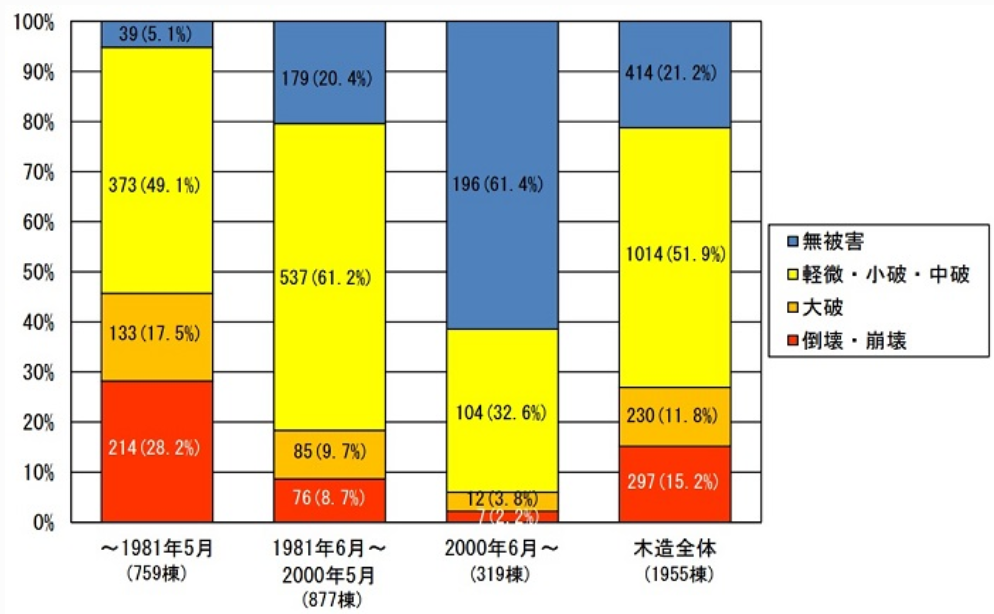 100%
90%
80%
70%
60%
50%
40%
30%
20%
10%
0%
39(5.1%)
373(49.1%)
133(17.5%)
214(28.2%)
179(20.4%)
537(61.2%)
85(9.7%)
76(8.7%)
196(61.4%)
104(32.6%)
12(3.8%)
7(2.2%)
414(21.2%)
1014(51.9%)
230(11.8%)
297(15.2%)
～1981年5月
(759棟)
1981年6月～
2000年5月
(877棟)
2000年6月～
(319棟)
木造全体
(1955棟)
無被害
軽微・小破・中破
大破
倒壊・崩壊